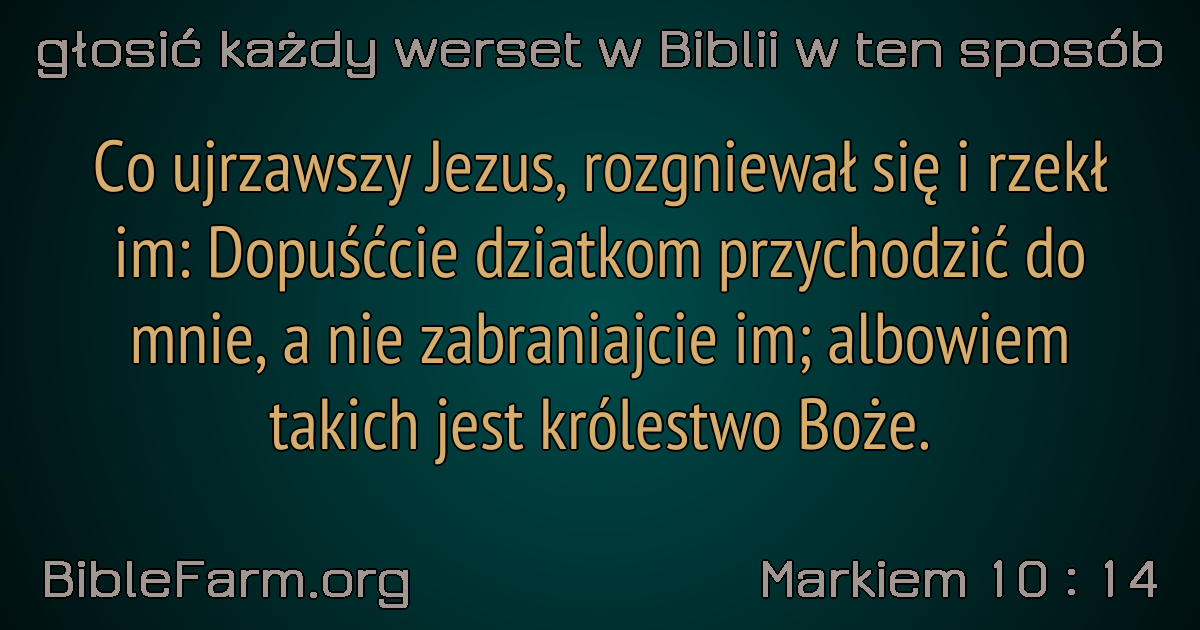 głosić każdy werset w Biblii w ten sposób
Co ujrzawszy Jezus, rozgniewał się i rzekł
im: Dopuśćcie dziatkom przychodzić do
mnie, a nie zabraniajcie im; albowiem
takich jest królestwo Boże.
BibleFarm.org
Markiem 10 : 14